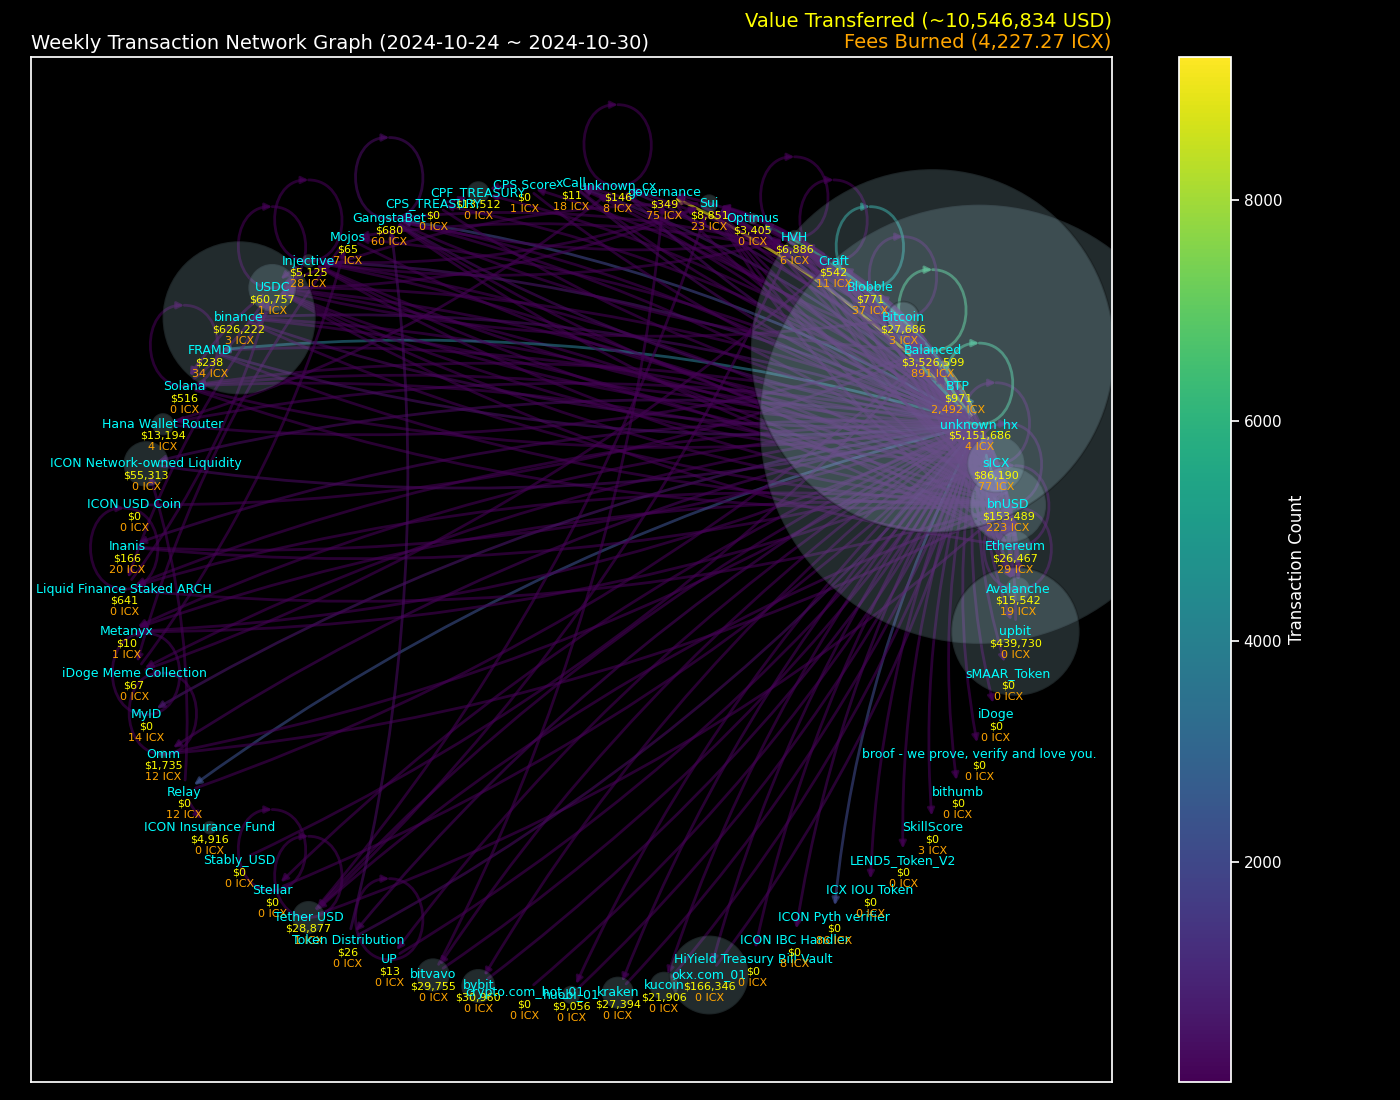 Value Transferred (~10,546,834 USD)
Weekly Transaction Network Graph (2024-10-24 ~ 2024-10-30)
Fees Burned (4,227.27 ICX)
CPS_Score
$0
1 ICX
xCall
$11
18 ICX
unknown_cx
$146
8 ICX
governance
$349
75 ICX
Sui
$8,851
23 ICX
Optimus
$3,405
0 ICX
HVH
$6,886
6 ICX
Craft
$542
11 ICX
Blobble
$771
37 ICX
Bitcoin
$27,686
3 ICX
Balanced
$3,526,599
891 ICX
BTP
$971
2,492 ICX
unknown_hx
$5,151,686
4 ICX
sICX
$86,190
77 ICX
bnUSD
$153,489
223 ICX
Ethereum
$26,467
29 ICX
Avalanche
$15,542
19 ICX
upbit
$439,730
0 ICX
sMAAR_Token
$0
0 ICX
iDoge
$0
0 ICX
broof - we prove, verify and love you.
$0
0 ICX
bithumb
$0
0 ICX
SkillScore
$0
3 ICX
LEND5_Token_V2
$0
0 ICX
ICX IOU Token
$0
0 ICX
ICON Pyth verifier
$0
ICON IBC Handler
$0
8 ICX
HiYield Treasury Bill Vault
$0
0 ICX
okx.com_01
$166,346
0 ICX
kucoin
$21,906
0 ICX
kraken
$27,394
0 ICX
$9,056
0 ICX
$0
0 ICX
bybit
$30,960
0 ICX
bitvavo
$29,755
0 ICX
UP
$13
0 ICX
Token Distribution
$26
0 ICX
Tether USD
$28,877
Stellar
$0
0 ICX
Stably_USD
$0
0 ICX
ICON Insurance Fund
$4,916
0 ICX
Relay
$0
12 ICX
Omm
$1,735
12 ICX
MyID
$0
14 ICX
iDoge Meme Collection
$67
0 ICX
Metanyx
$10
1 ICX
Liquid Finance Staked ARCH
$641
0 ICX
Inanis
$166
20 ICX
ICON USD Coin
$0
0 ICX
ICON Network-owned Liquidity
$55,313
0 ICX
Hana Wallet Router
$13,194
4 ICX
Solana
$516
0 ICX
FRAMD
$238
34 ICX
binance
$626,222
3 ICX
USDC
$60,757
1 ICX
Injective
$5,125
28 ICX
Mojos
$65
7 ICX
GangstaBet
$680
60 ICX
CPS_TREASURY
$0
0 ICX
CPF_TREASURY
0 ICX
8000
6000
4000
2000
Transaction Count